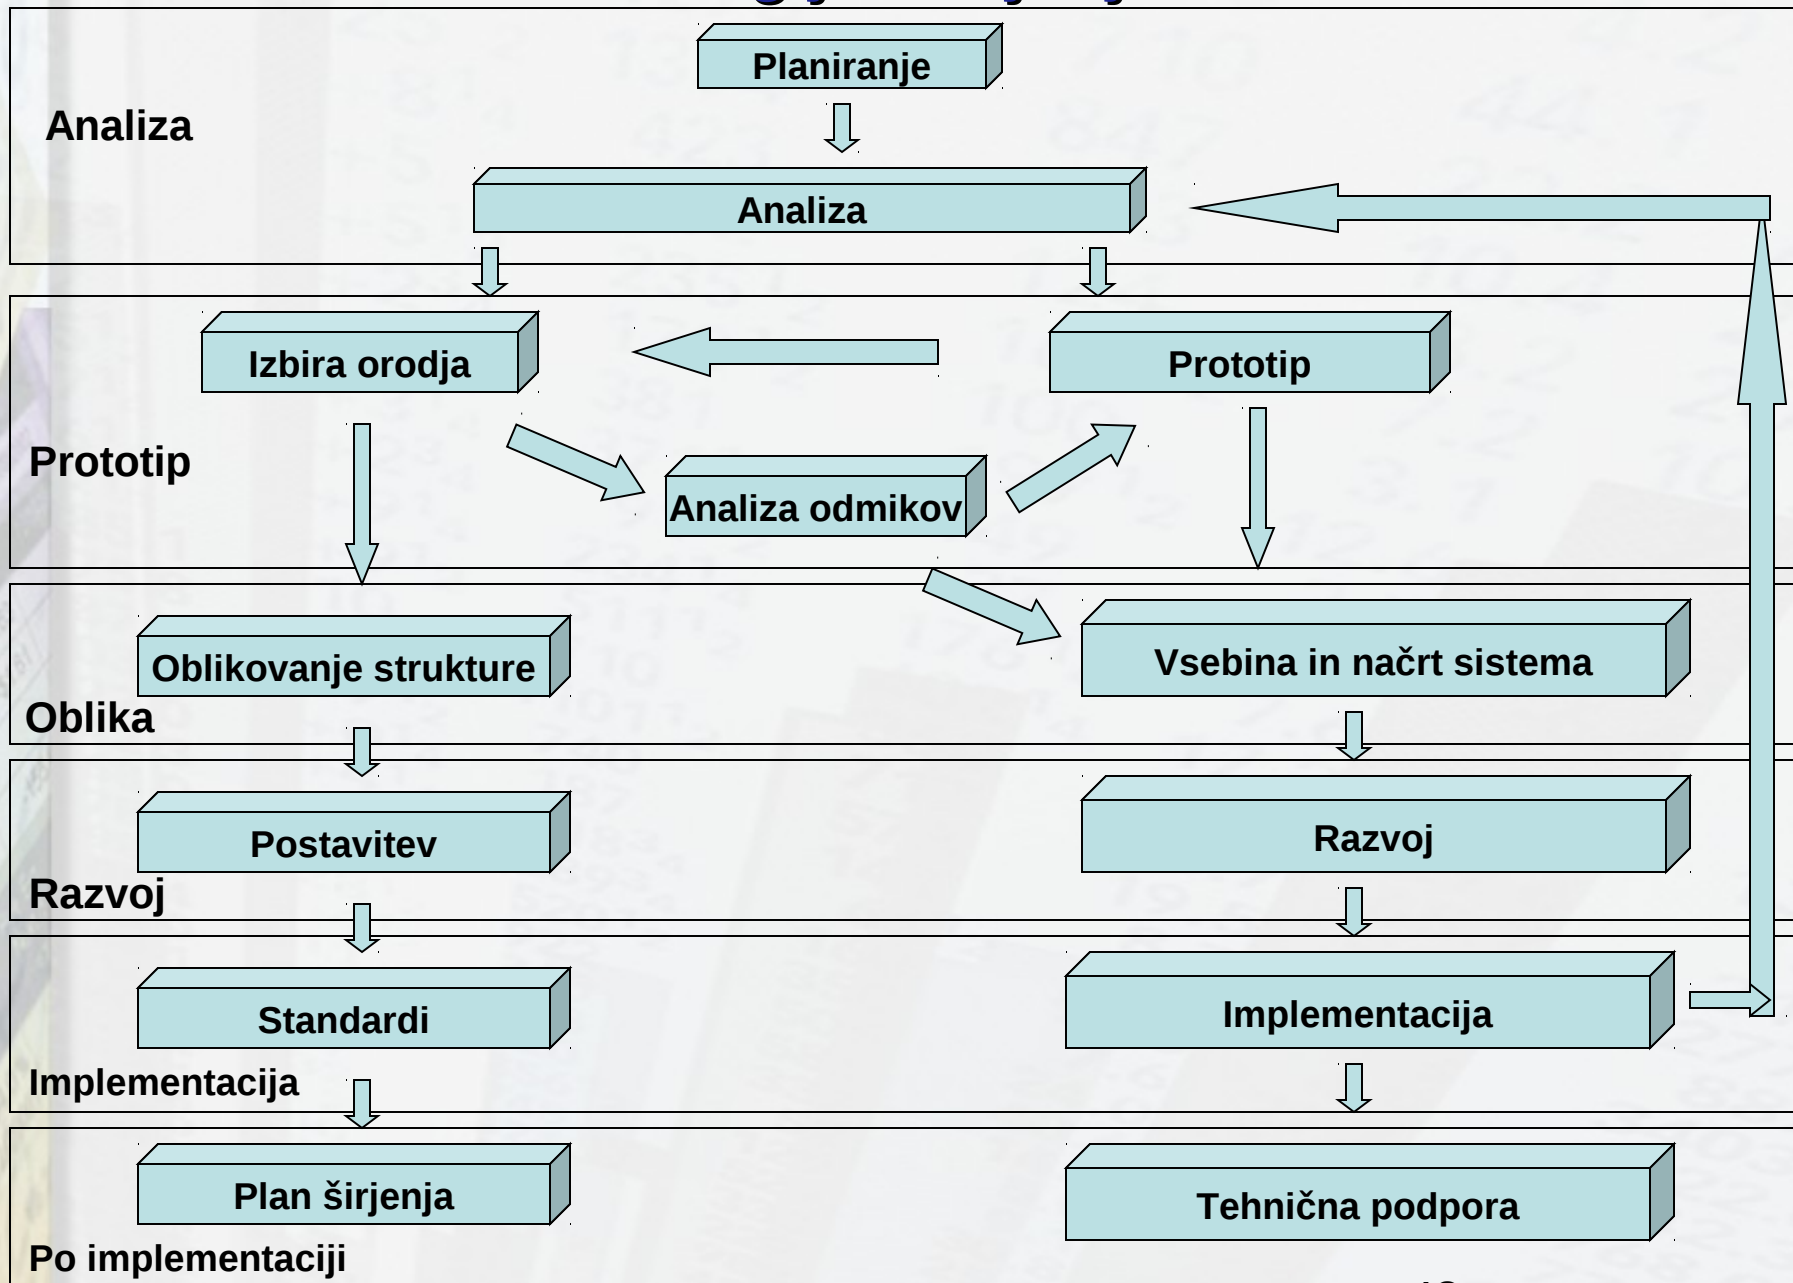 Planiranje
Analiza
Analiza
Izbira orodja
Prototip
Prototip
Analiza odmikov
Oblikovanje strukture
Vsebina in načrt sistema
Oblika
Postavitev
Razvoj
Razvoj
Standardi
Implementacija
Implementacija
Plan širjenja
Tehnična podpora
Po implementaciji